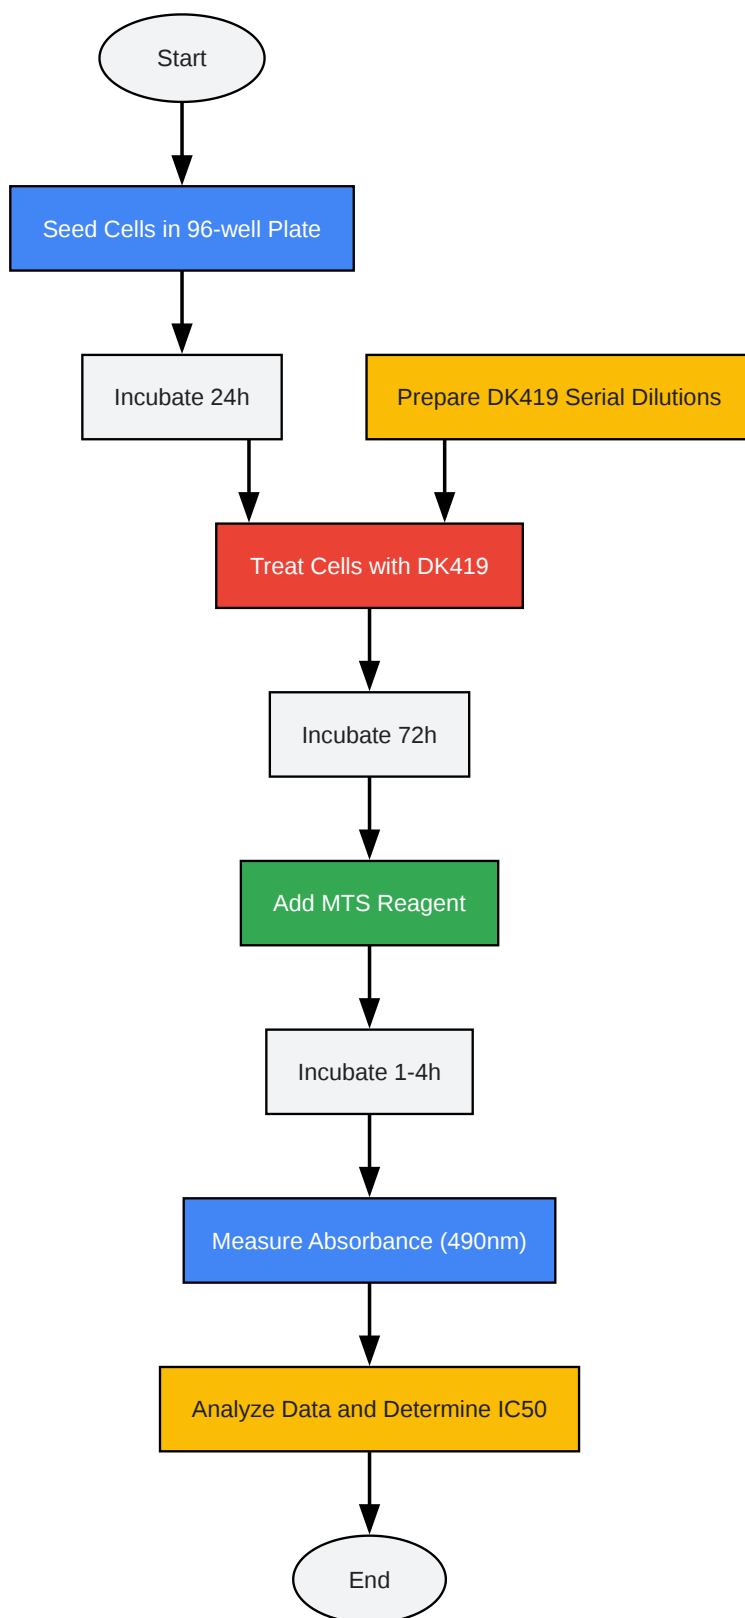 Start
Seed Cells in 96-well Plate
Incubate 24h
Prepare DK419 Serial Dilutions
Treat Cells with DK419
Incubate 72h
Add MTS Reagent
Incubate 1-4h
Measure Absorbance (490nm)
Analyze Data and Determine IC50
End